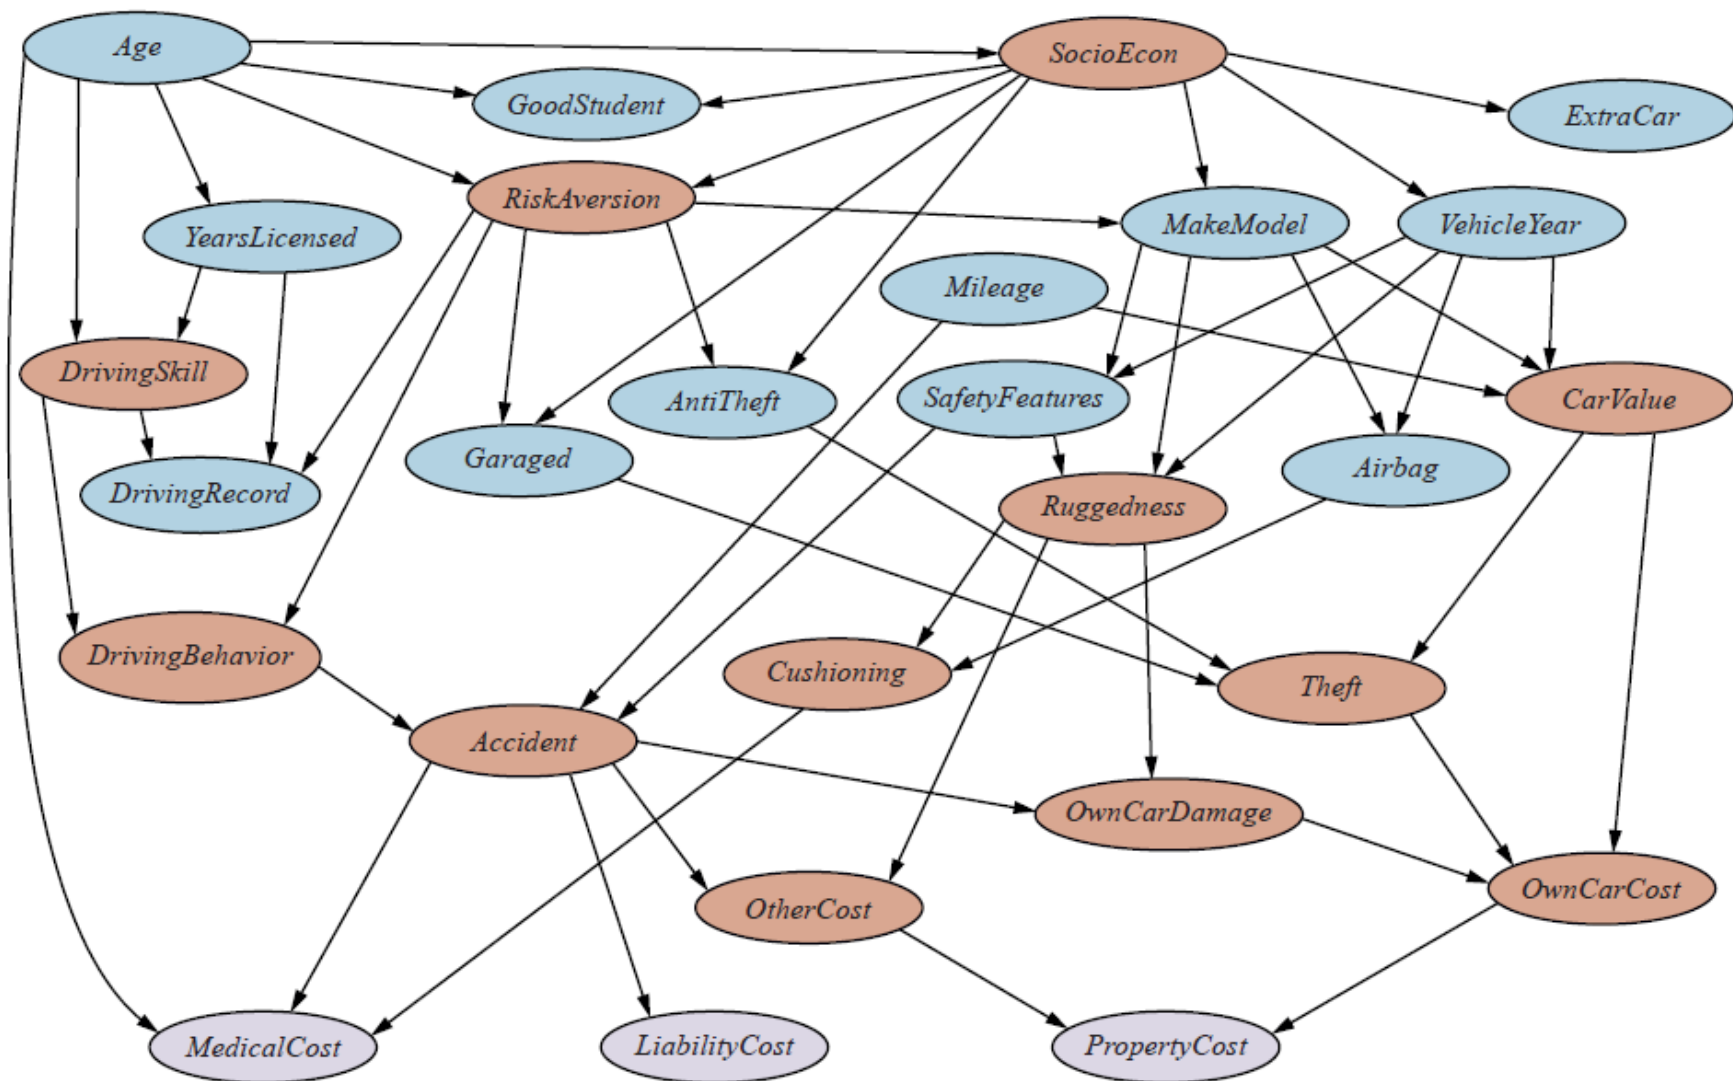 Age
SocioEcon
GoodStudent
ExtraCar
RiskAversion
YearsLicensed
MakeModel
VehicleYear
Mileage
DrivingSkill
AntiTheft
SafetyFeatures
CarValue
Garaged
Airbag
DrivingRecord
Ruggedness
DrivingBehavior
Cushioning
Theft
Accident
OwnCarDamage
OtherCost
OwnCarCost
MedicalCost
LiabilityCost
PropertyCost